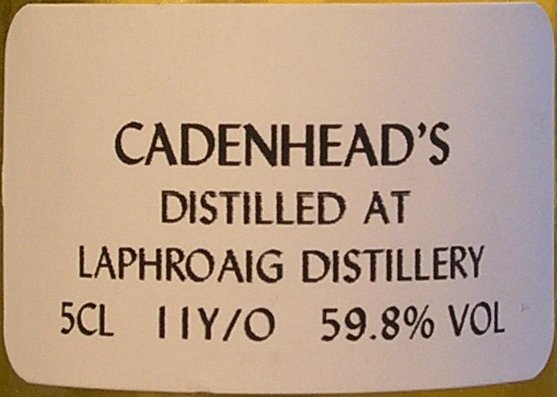 CADENHEAD'S
DISTILLED AT
LAPHROAIG DISTILLERY
5CL 11Y/O 59.8% VOL